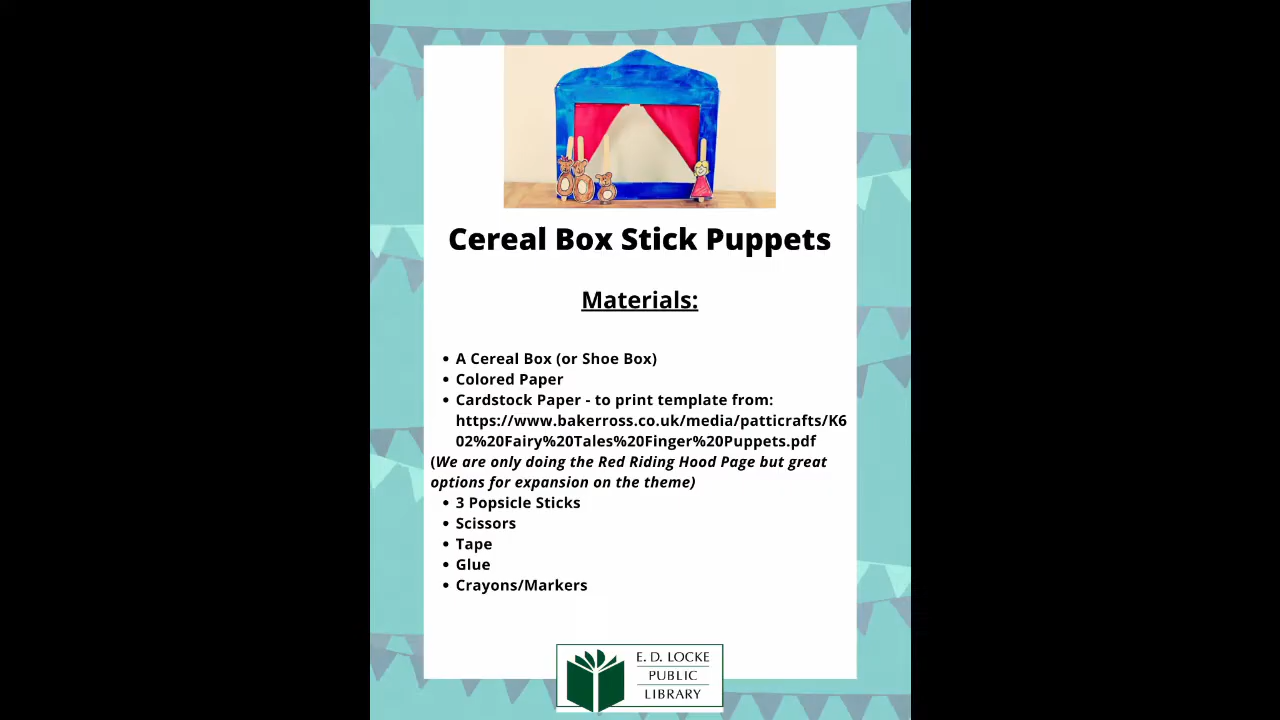 Cereal Box Stick Puppets
Materials:
• A Cereal Box (or Shoe Box)
• Colored Paper
• Cardstock Paper - to print template from:
https://www.bakerross.co.uk/media/patticrafts/K6
02%20Fairy%20Tales%20Finger%20Puppets.pdf
(We are only doing the Red Riding Hood Page but great
options for expansion on the theme)
• 3 Popsicle Sticks
• Scissors
• Tape
• Glue
• Crayons/Markers
E. D. LOCKE
PUBLIC
LIBRARY